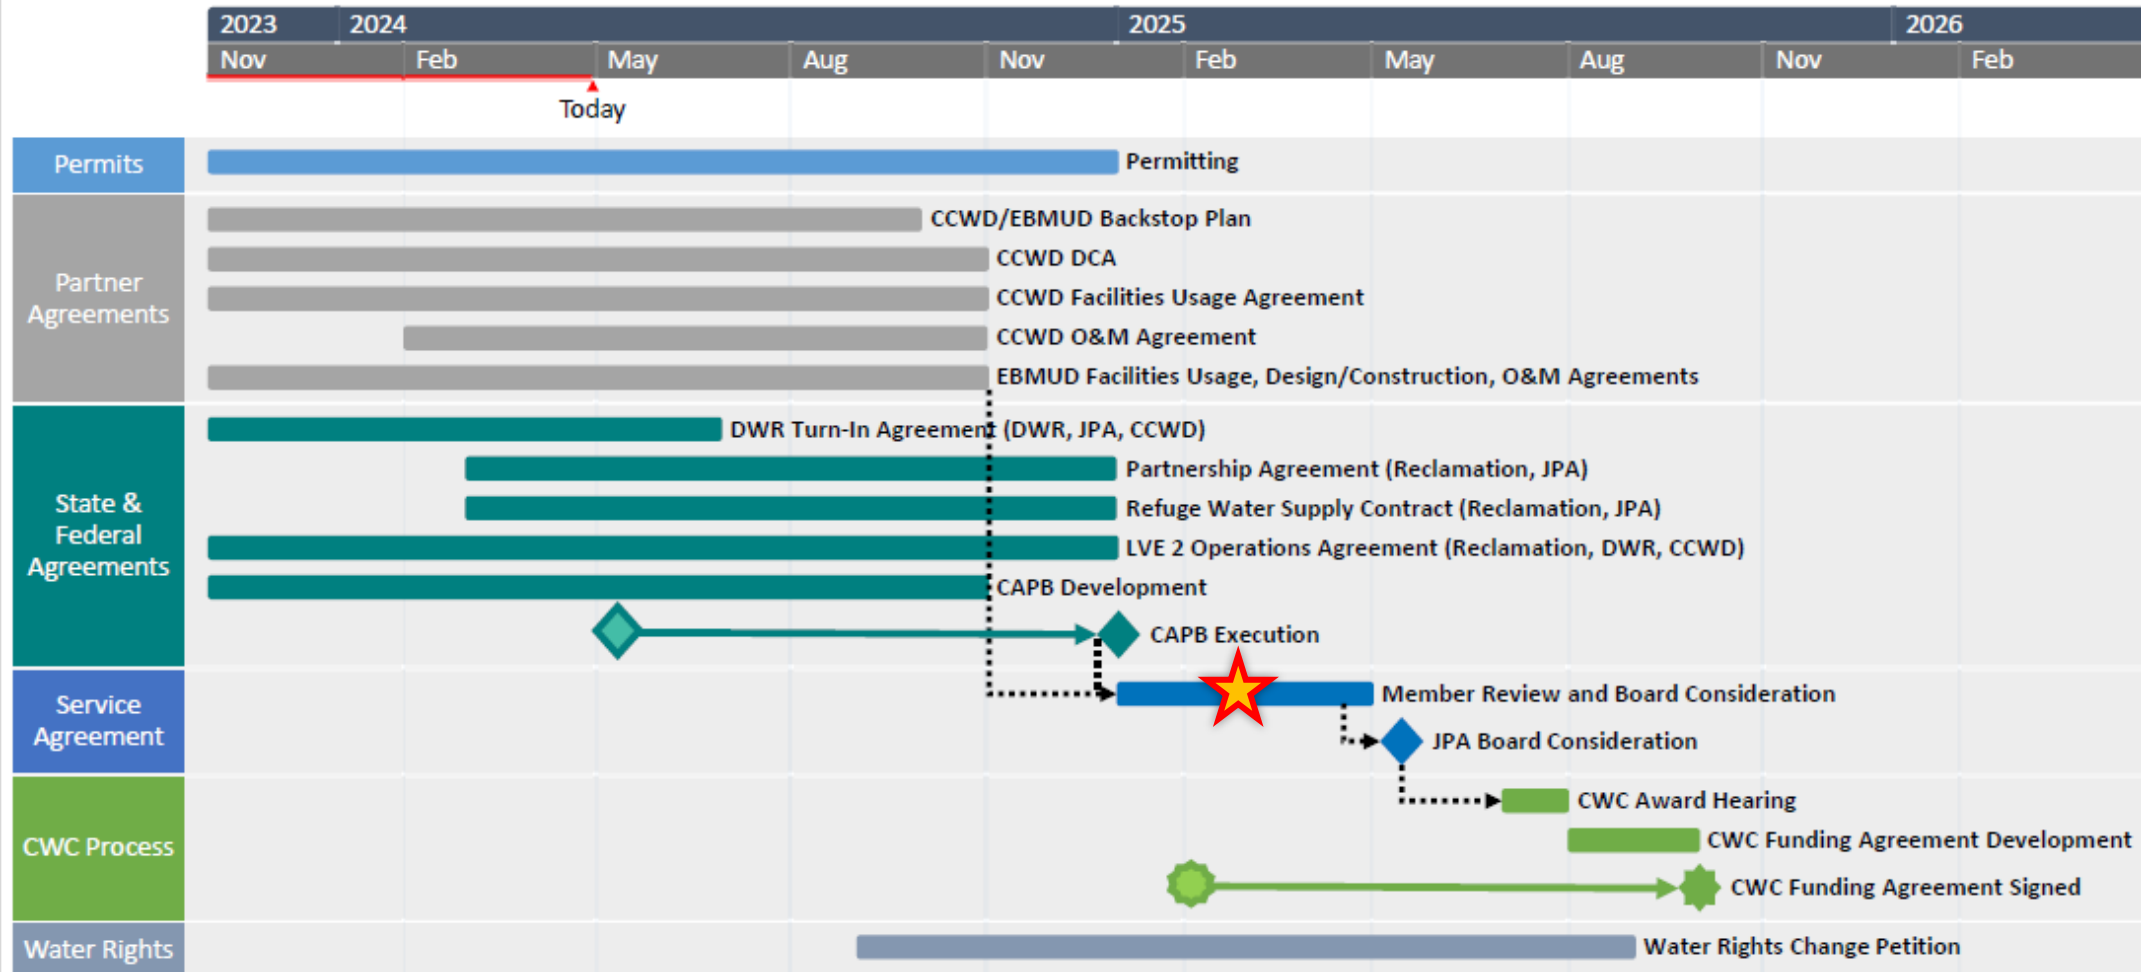 2023 2024 2025 2026
Nov Feb May Aug Nov Feb May Aug Nov Feb
Today
Permits
Permitting
Partner
Agreements
CCWD/EBMUD Backstop Plan
CCWD DCA
CCWD Facilities Usage Agreement
CCWD O&M Agreement
EBMUD Facilities Usage, Design/Construction, O&M Agreements
State &
Federal
Agreements
DWR Turn-In Agreement (DWR, JPA, CCWD)
Partnership Agreement (Reclamation, JPA)
Refuge Water Supply Contract (Reclamation, JPA)
LVE 2 Operations Agreement (Reclamation, DWR, CCWD)
CAPB Development
CAPB Execution
Service
Agreement
Member Review and Board Consideration
JPA Board Consideration
CWC Process
CWC Award Hearing
CWC Funding Agreement Development
CWC Funding Agreement Signed
Water Rights
Water Rights Change Petition